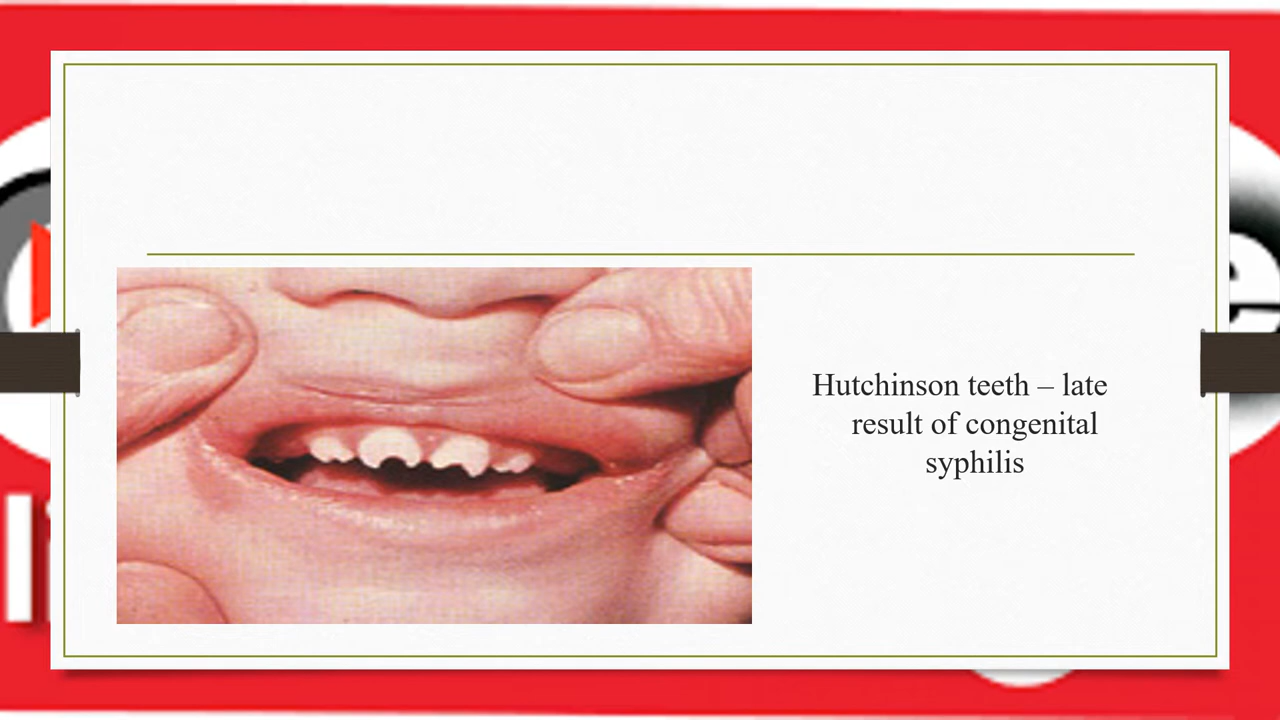 Hutchinson teeth – late
result of congenital
syphilis